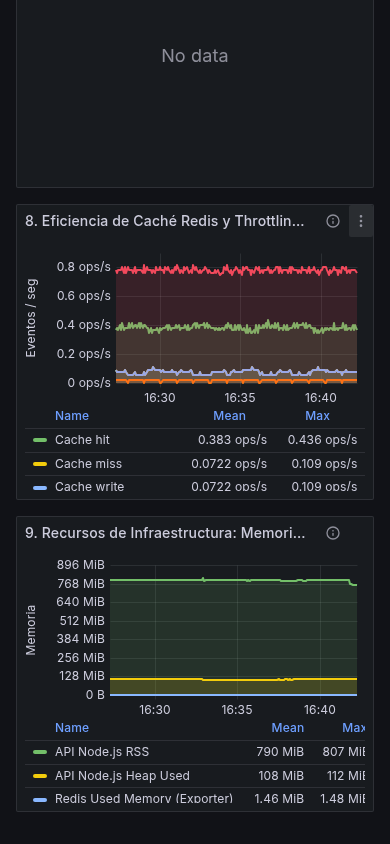 No data
8. Eficiencia de Caché Redis y Throttlin...
Eventos / seg
0.8 ops/s
0.6 ops/s
0.4 ops/s
0.2 ops/s
0 ops/s
16:30 16:35 16:40
Name Mean Max
Cache hit 0.383 ops/s 0.436 ops/s
Cache miss 0.0722 ops/s 0.109 ops/s
Cache write 0.0722 ops/s 0.109 ops/s
9. Recursos de Infraestructura: Memori...
Memoria
896 MiB
768 MiB
640 MiB
512 MiB
384 MiB
256 MiB
128 MiB
0 B
16:30 16:35 16:40
Name Mean Max
API Node.js RSS 790 MiB 807 MiB
API Node.js Heap Used 108 MiB 112 MiB
Redis Used Memory (Exporter) 1.46 MiB 1.48 MiB